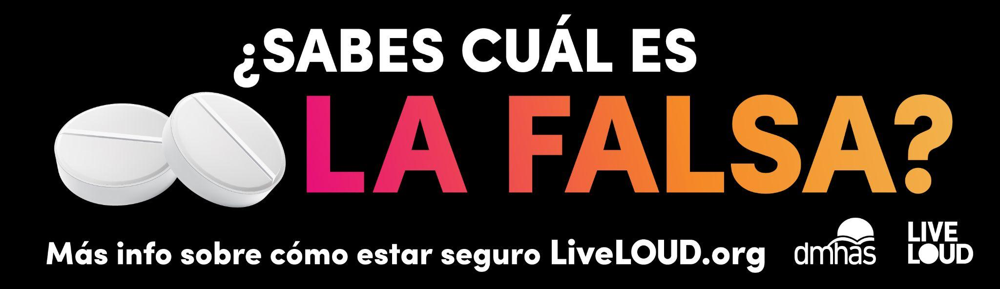 ¿SABES CUÁL ES
LA FALSA?
Más info sobre cómo estar seguro LiveLOUD.org
dmhas
LIVE
LOUD